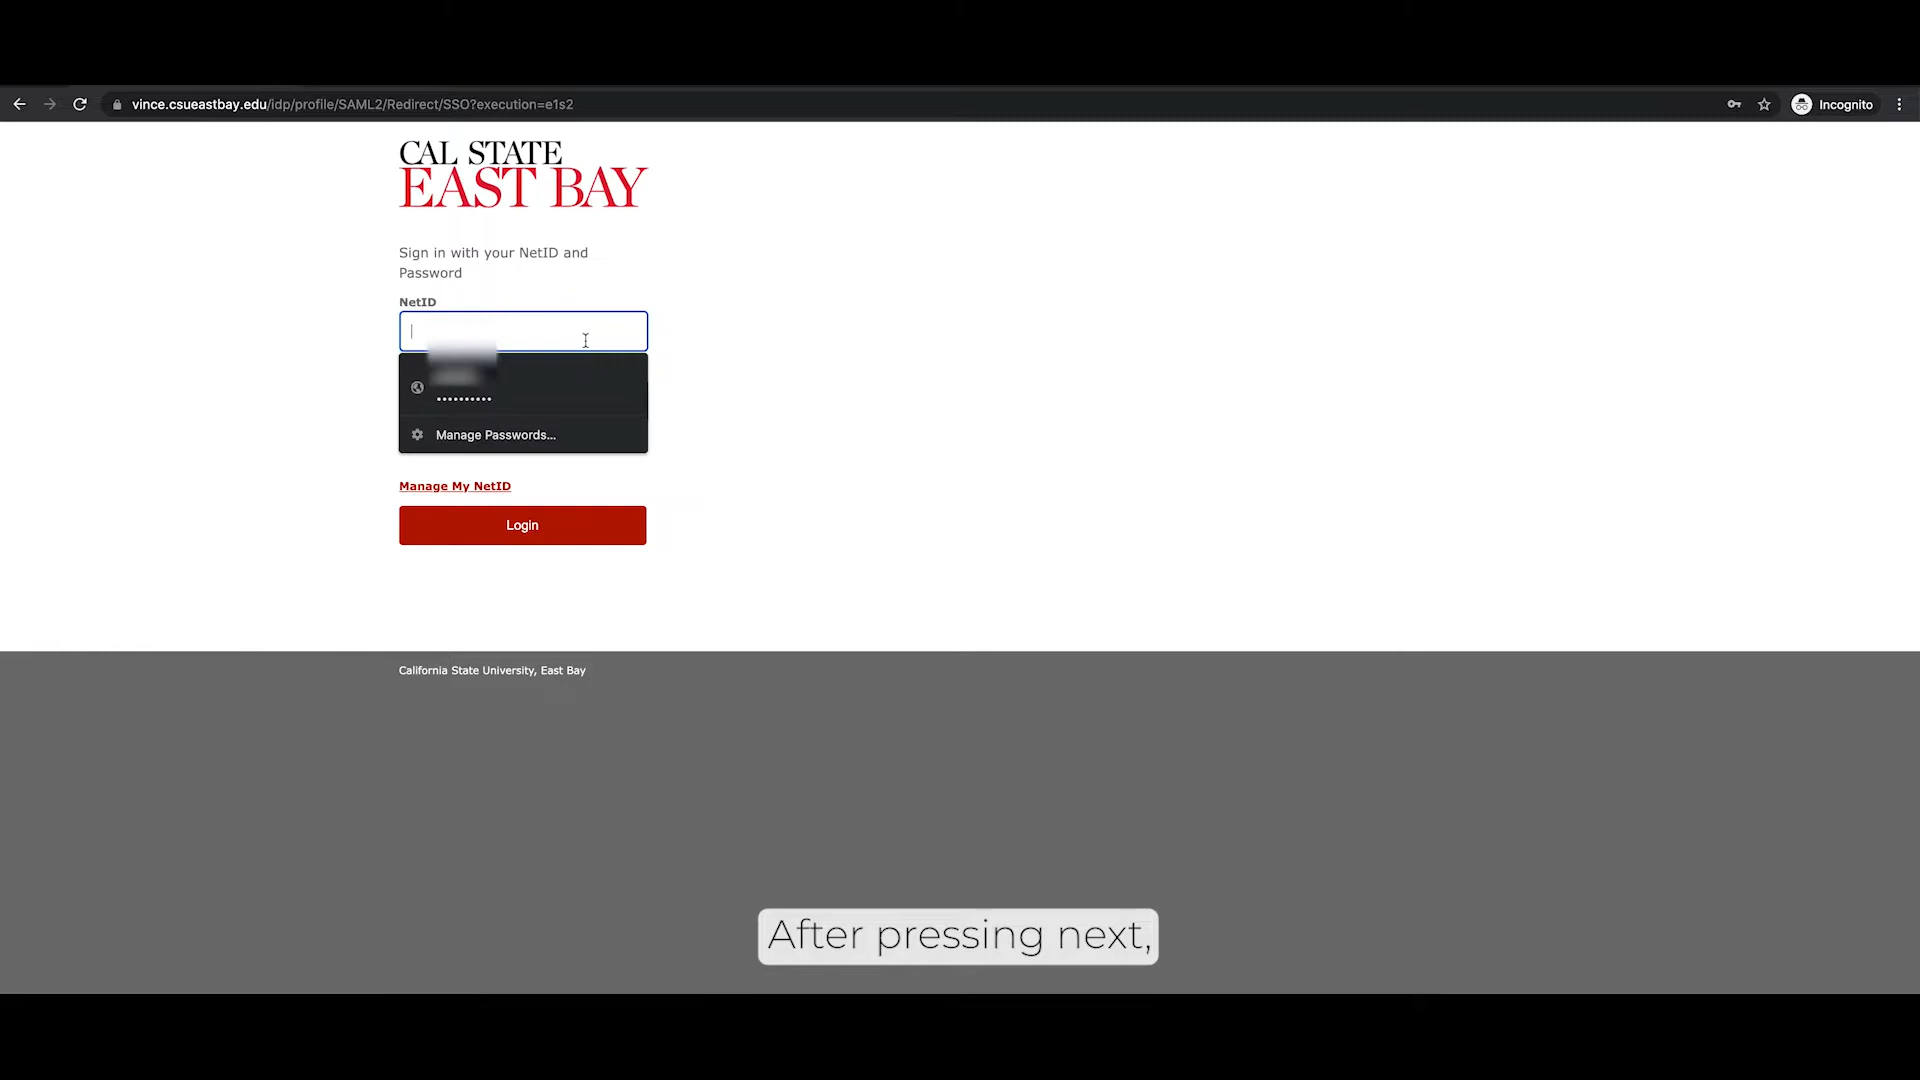 vince.csueastbay.edu/idp/profile/SAML2/Redirect/SSO?execution=e1s2
Incognito
CAL STATE
EAST BAY
Sign in with your NetID and
Password
NetID
••••••••••
Manage Passwords...
Manage My NetID
Login
California State University, East Bay
After pressing next,